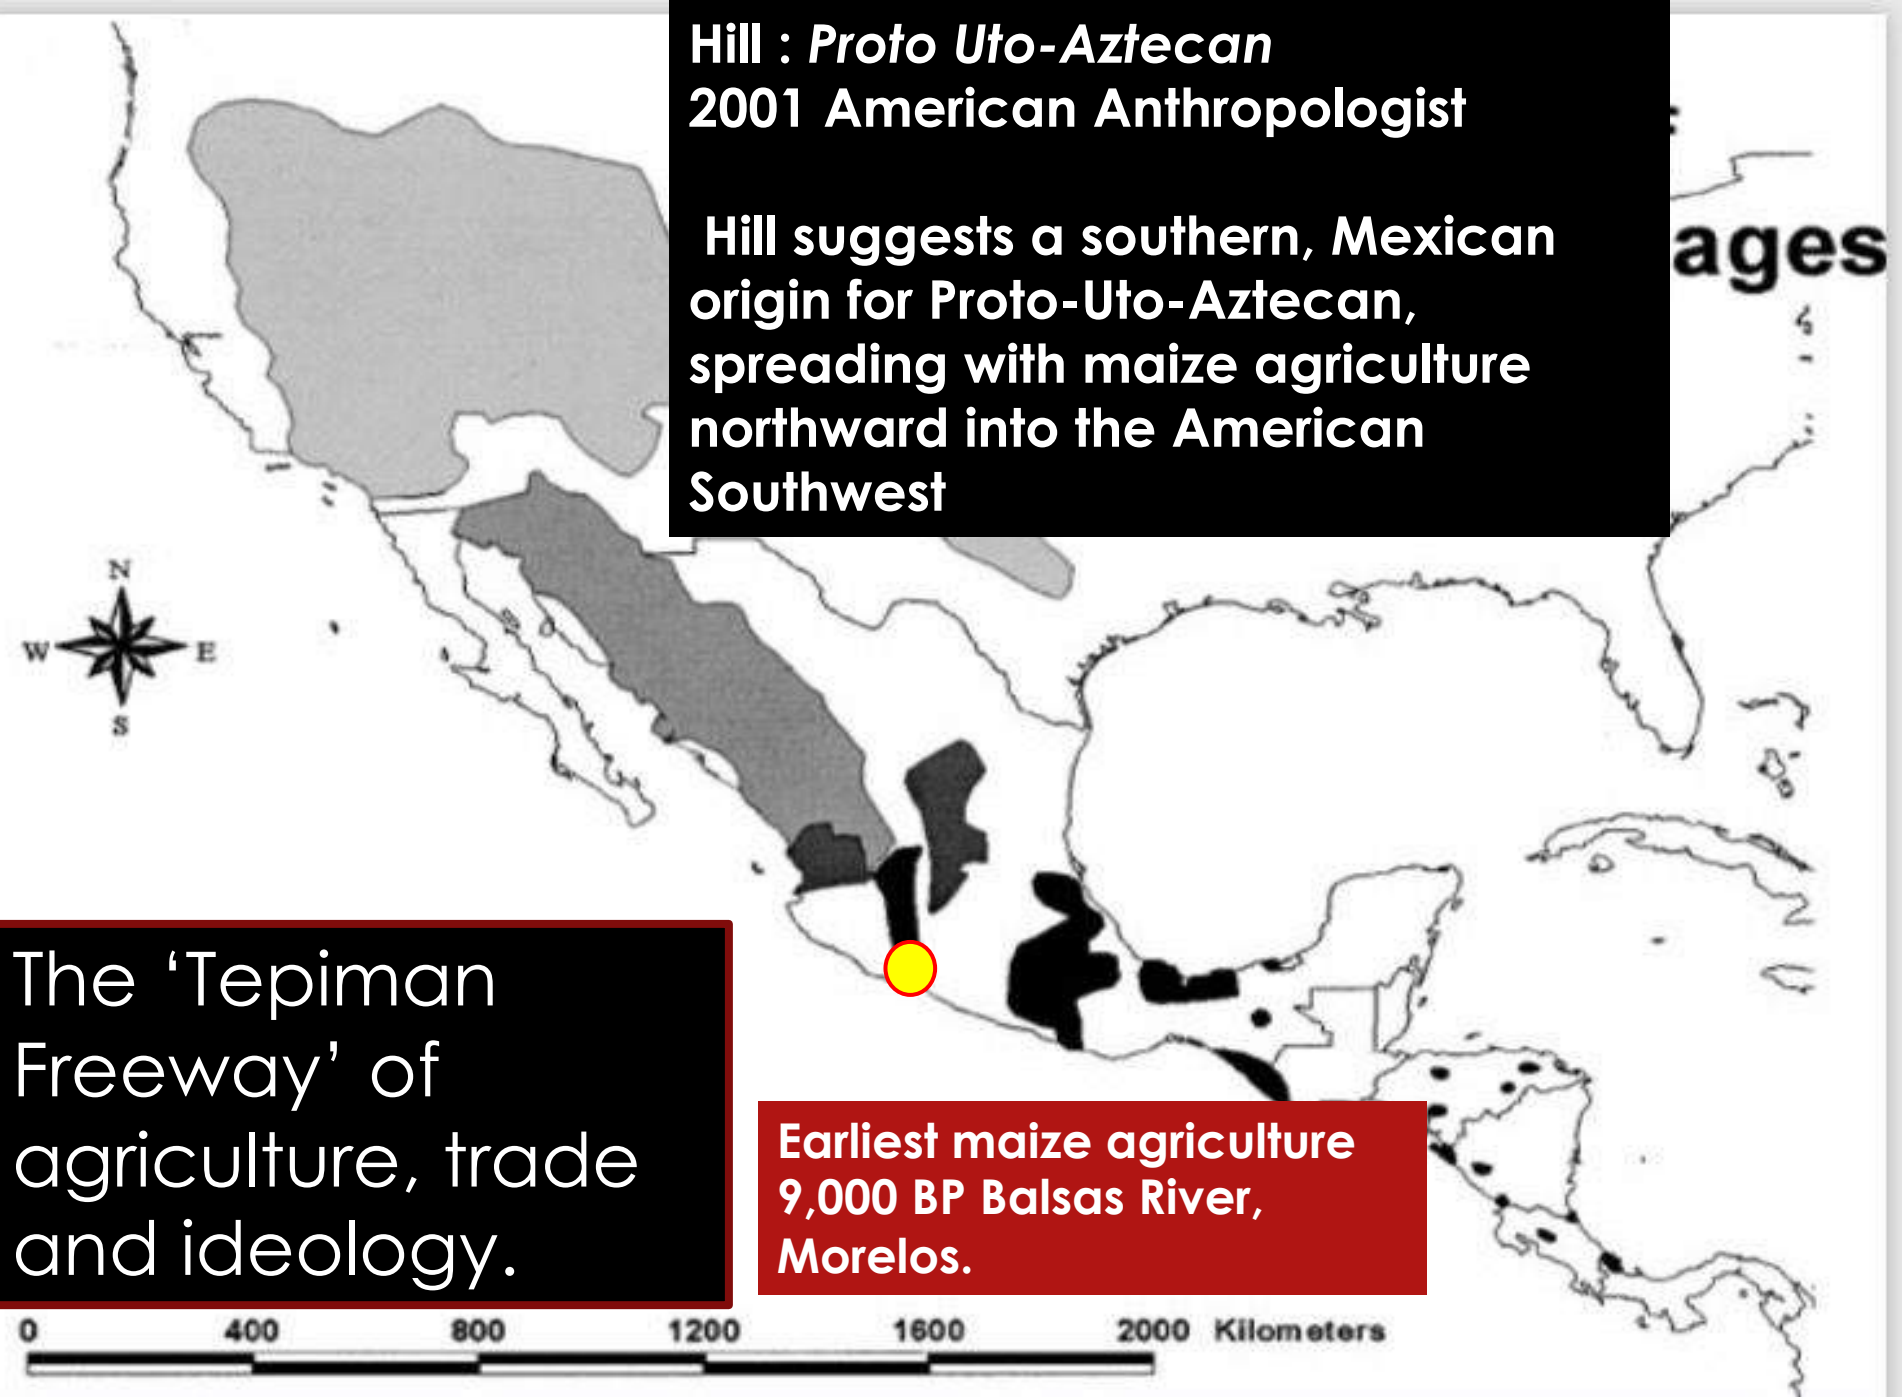 Hill : Proto Uto-Aztecan
2001 American Anthropologist
Hill suggests a southern, Mexican
origin for Proto-Uto-Aztecan,
spreading with maize agriculture
northward into the American
Southwest
ages
N
W E
S
The ‘Tepiman
Freeway’ of
agriculture, trade
and ideology.
Earliest maize agriculture
9,000 BP Balsas River,
Morelos.
0 400 800 1200 1600 2000 Kilometers